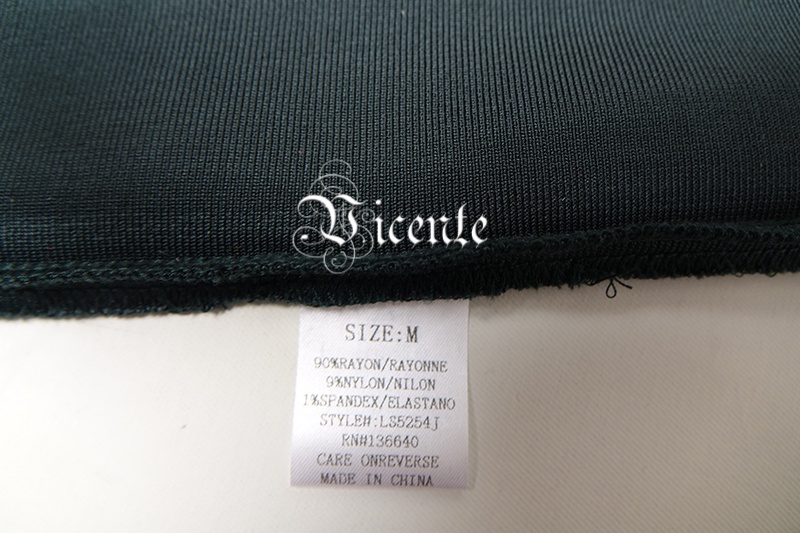 Vicente
SIZE:M
90%RAYON/RAYONNE
9%NYLON/NILON
1%SPANDEX/ELASTANO
STYLE#:LS5254J
RN#136640
CARE ONREVERSE
MADE IN CHINA